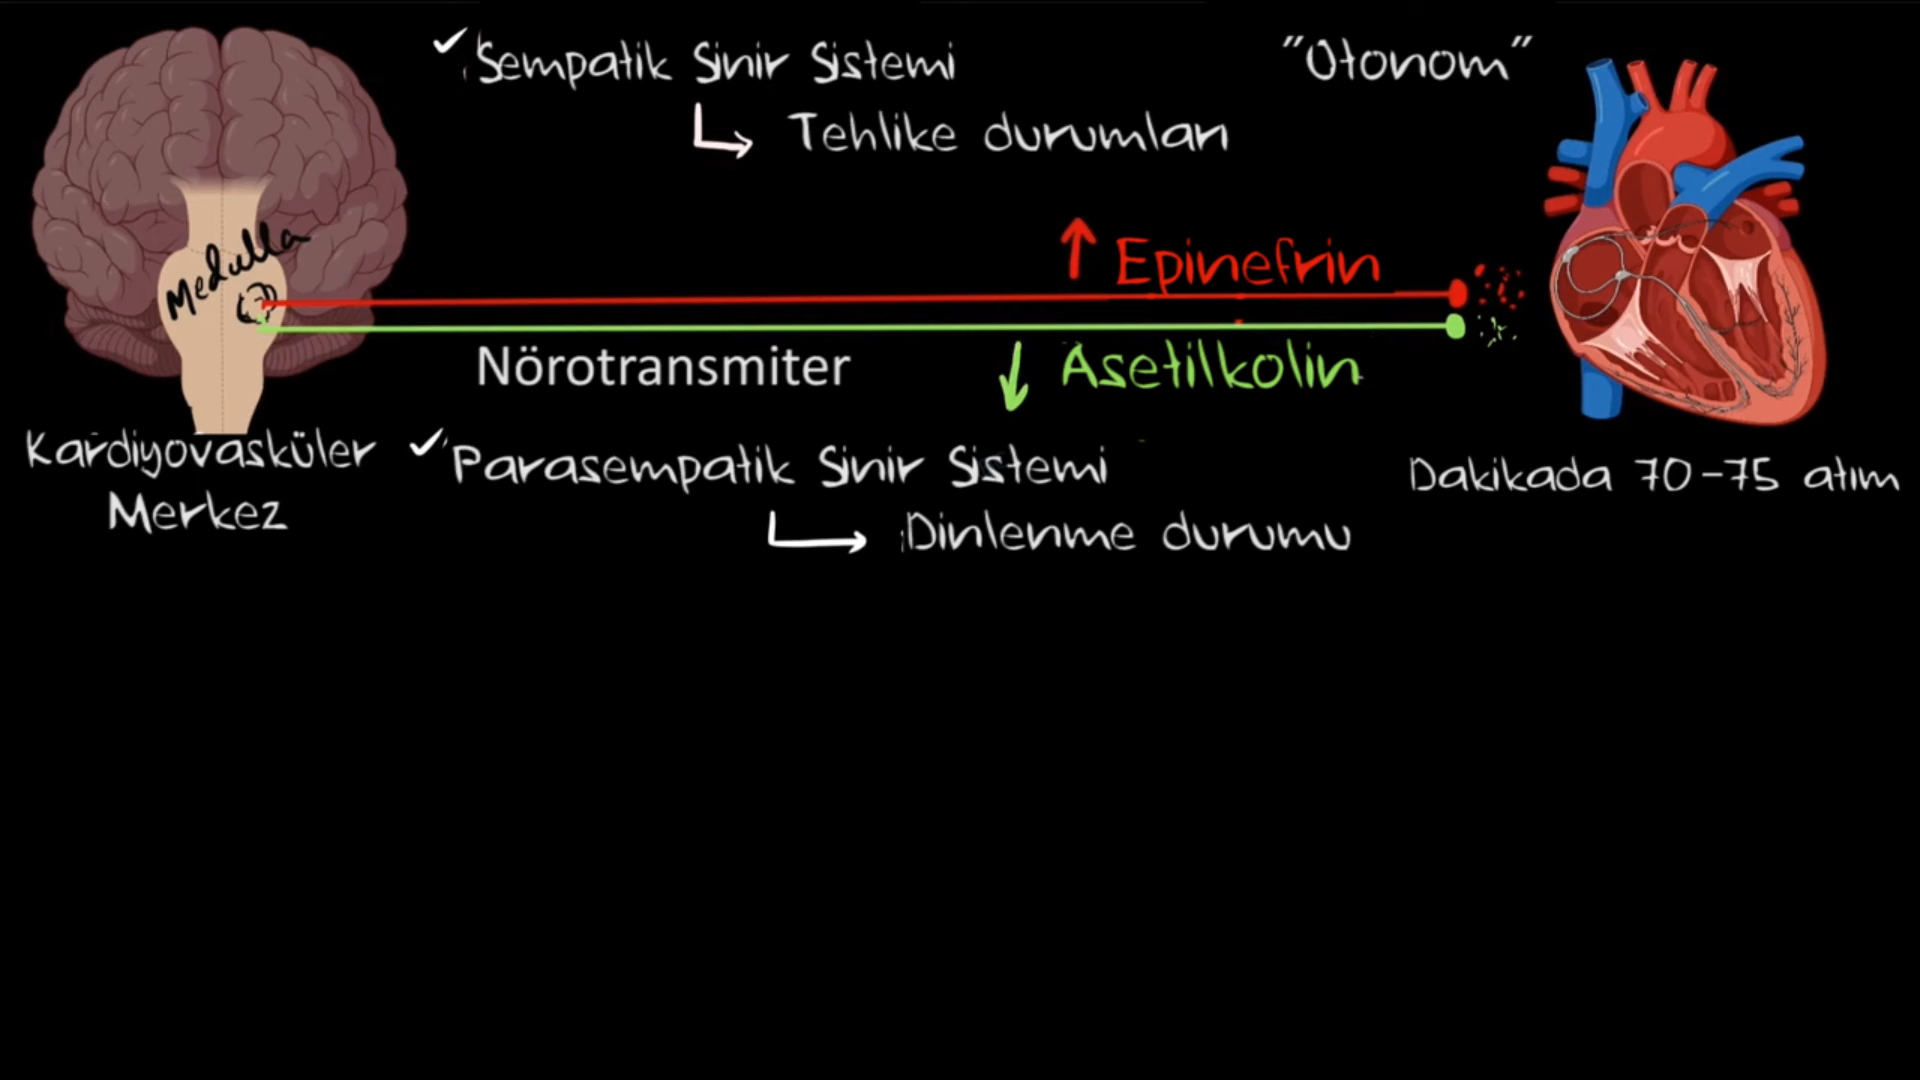 Sempatik Sinir Sistemi
"Otonom"
Tehlike durumları
Medulla
Epinefrin
Nörotransmiter
Asetilkolin
Kardiyovasküler
Merkez
Parasempatik Sinir Sistemi
Dinlenme durumu
Dakikada 70-75 atım